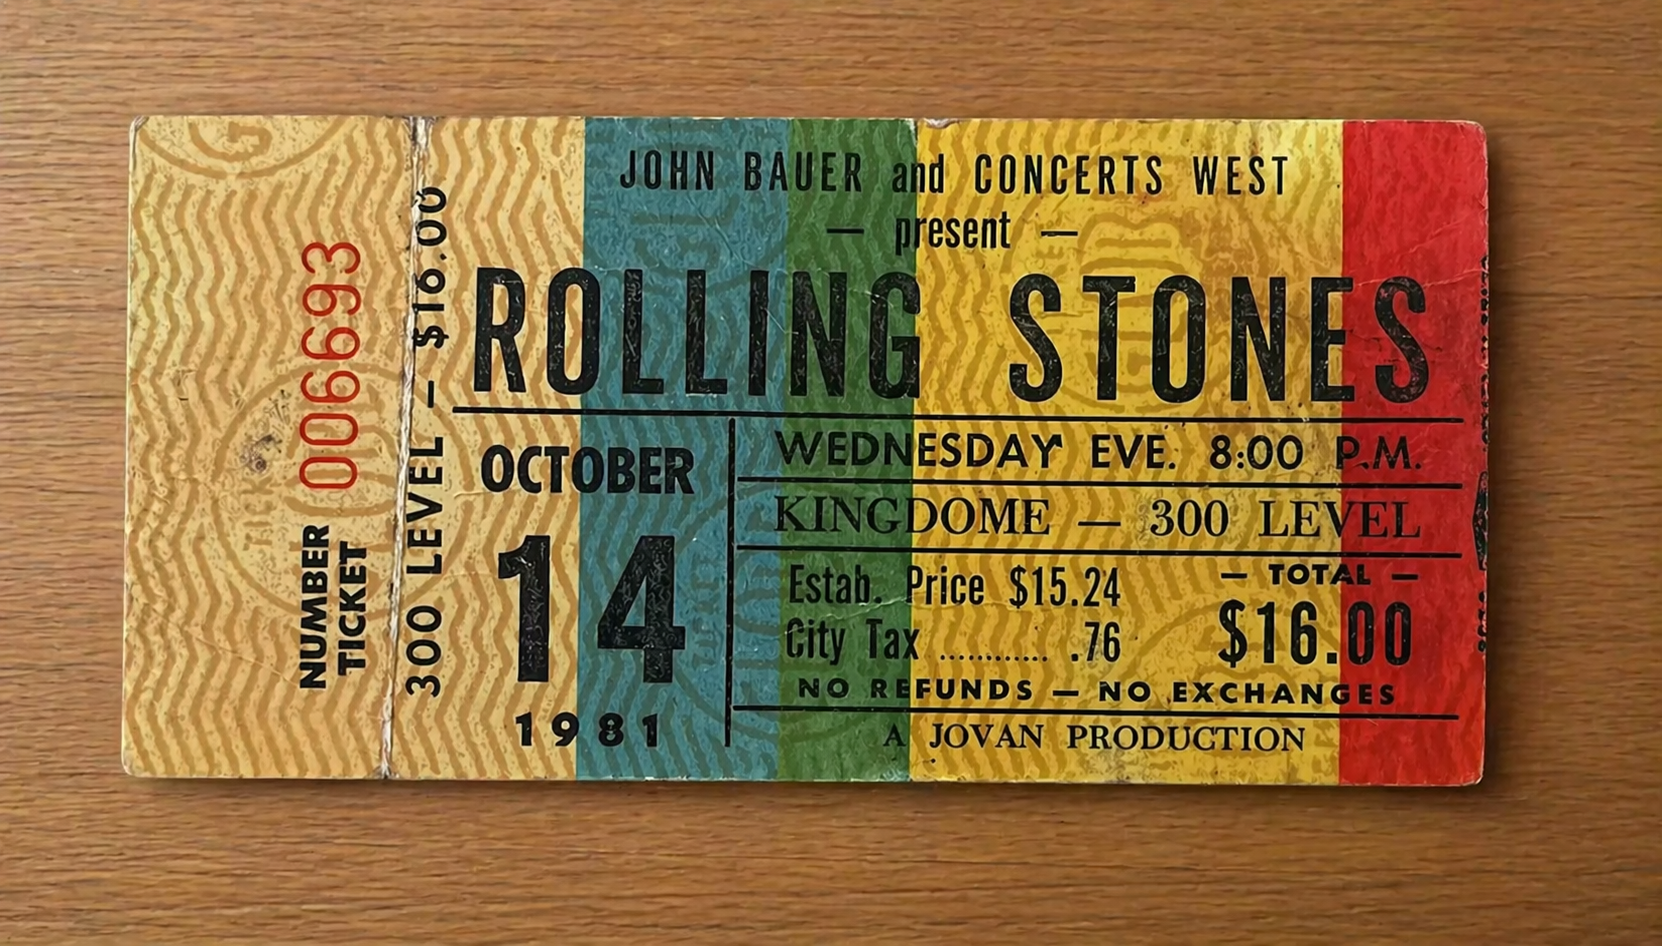 NUMBER
TICKET
006693
300 LEVEL — $16.00
JOHN BAUER and CONCERTS WEST
— present —
ROLLING STONES
OCTOBER
14
1981
WEDNESDAY EVE. 8:00 P.M.
KINGDOME — 300 LEVEL
Estab. Price $15.24
City Tax ............ .76
— TOTAL —
$16.00
NO REFUNDS — NO EXCHANGES
A JOVAN PRODUCTION